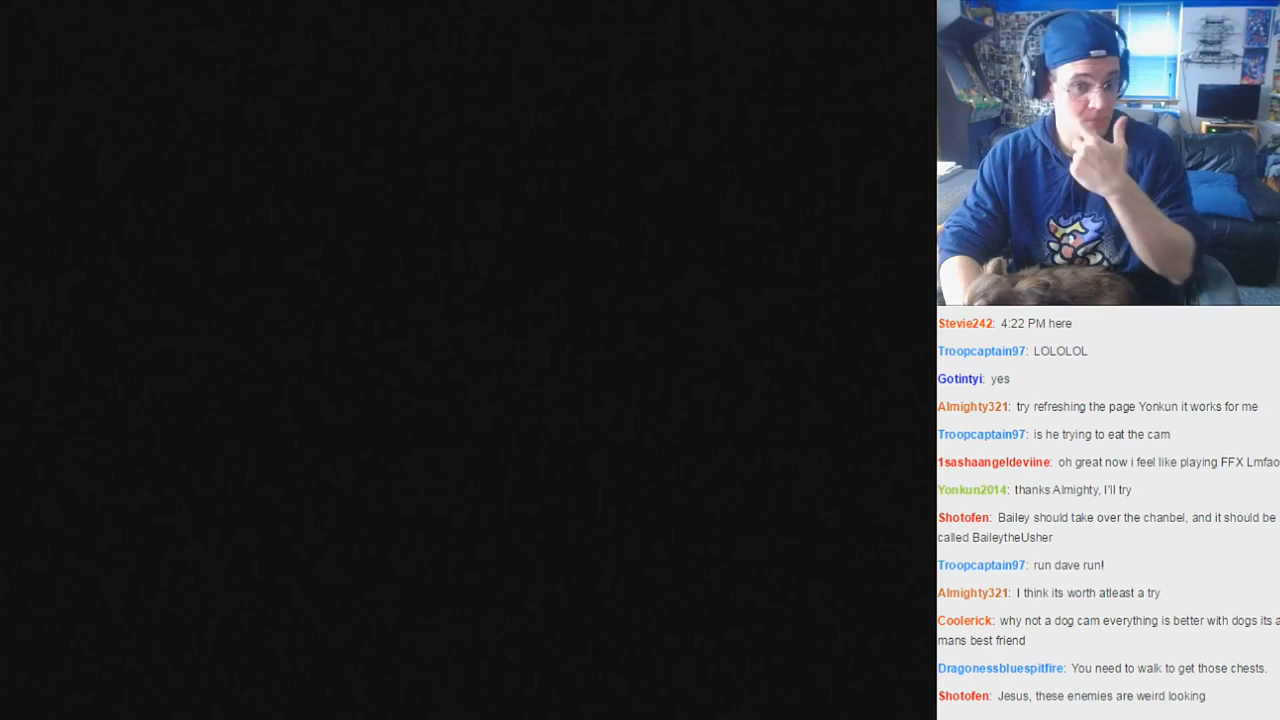 Stevie242: 4:22 PM here
Troopcaptain97: LOLOLOL
Gotintyi: yes
Almighty321: try refreshing the page Yonkun it works for me
Troopcaptain97: is he trying to eat the cam
1sashaangeldeviine: oh great now i feel like playing FFX Lmfao
Yonkun2014: thanks Almighty, I'll try
Shotofen: Bailey should take over the chanbel, and it should be
called BaileytheUsher
Troopcaptain97: run dave run!
Almighty321: I think its worth atleast a try
Coolerick: why not a dog cam everything is better with dogs its a
mans best friend
Dragonessbluespitfire: You need to walk to get those chests.
Shotofen: Jesus, these enemies are weird looking